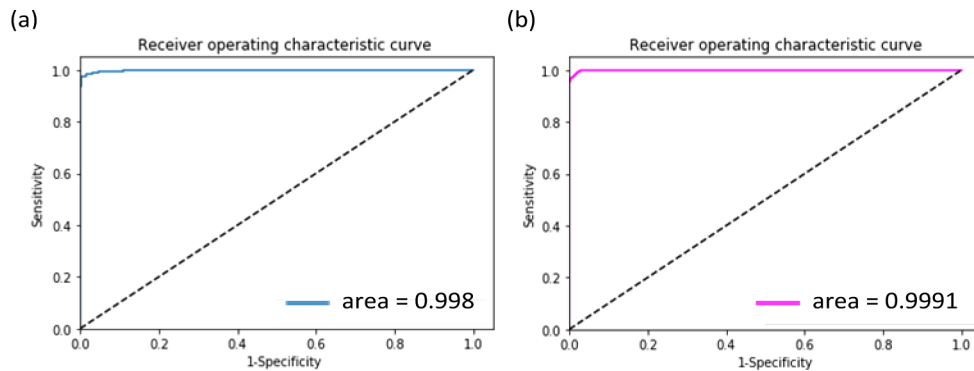 (a)
Receiver operating characteristic curve
1.0
0.8
0.6
0.4
0.2
0.0
Sensitivity
0.0 0.2 0.4 0.6 0.8 1.0
1-Specificity
area = 0.998
(b)
Receiver operating characteristic curve
1.0
0.8
0.6
0.4
0.2
0.0
Sensitivity
0.0 0.2 0.4 0.6 0.8 1.0
1-Specificity
area = 0.9991